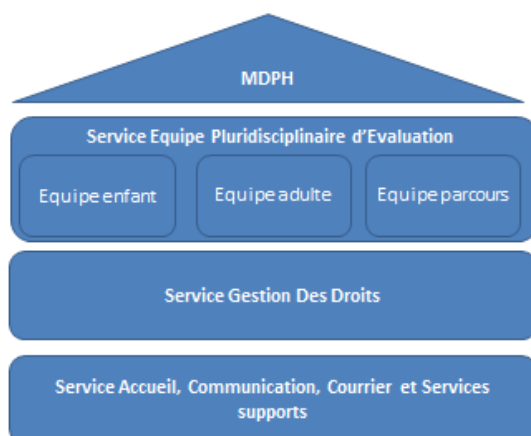 MDPH
Service Equipe Pluridisciplinaire d'Evaluation
Equipe enfant
Equipe adulte
Equipe parcours
Service Gestion Des Droits
Service Accueil, Communication, Courrier et Services
supports